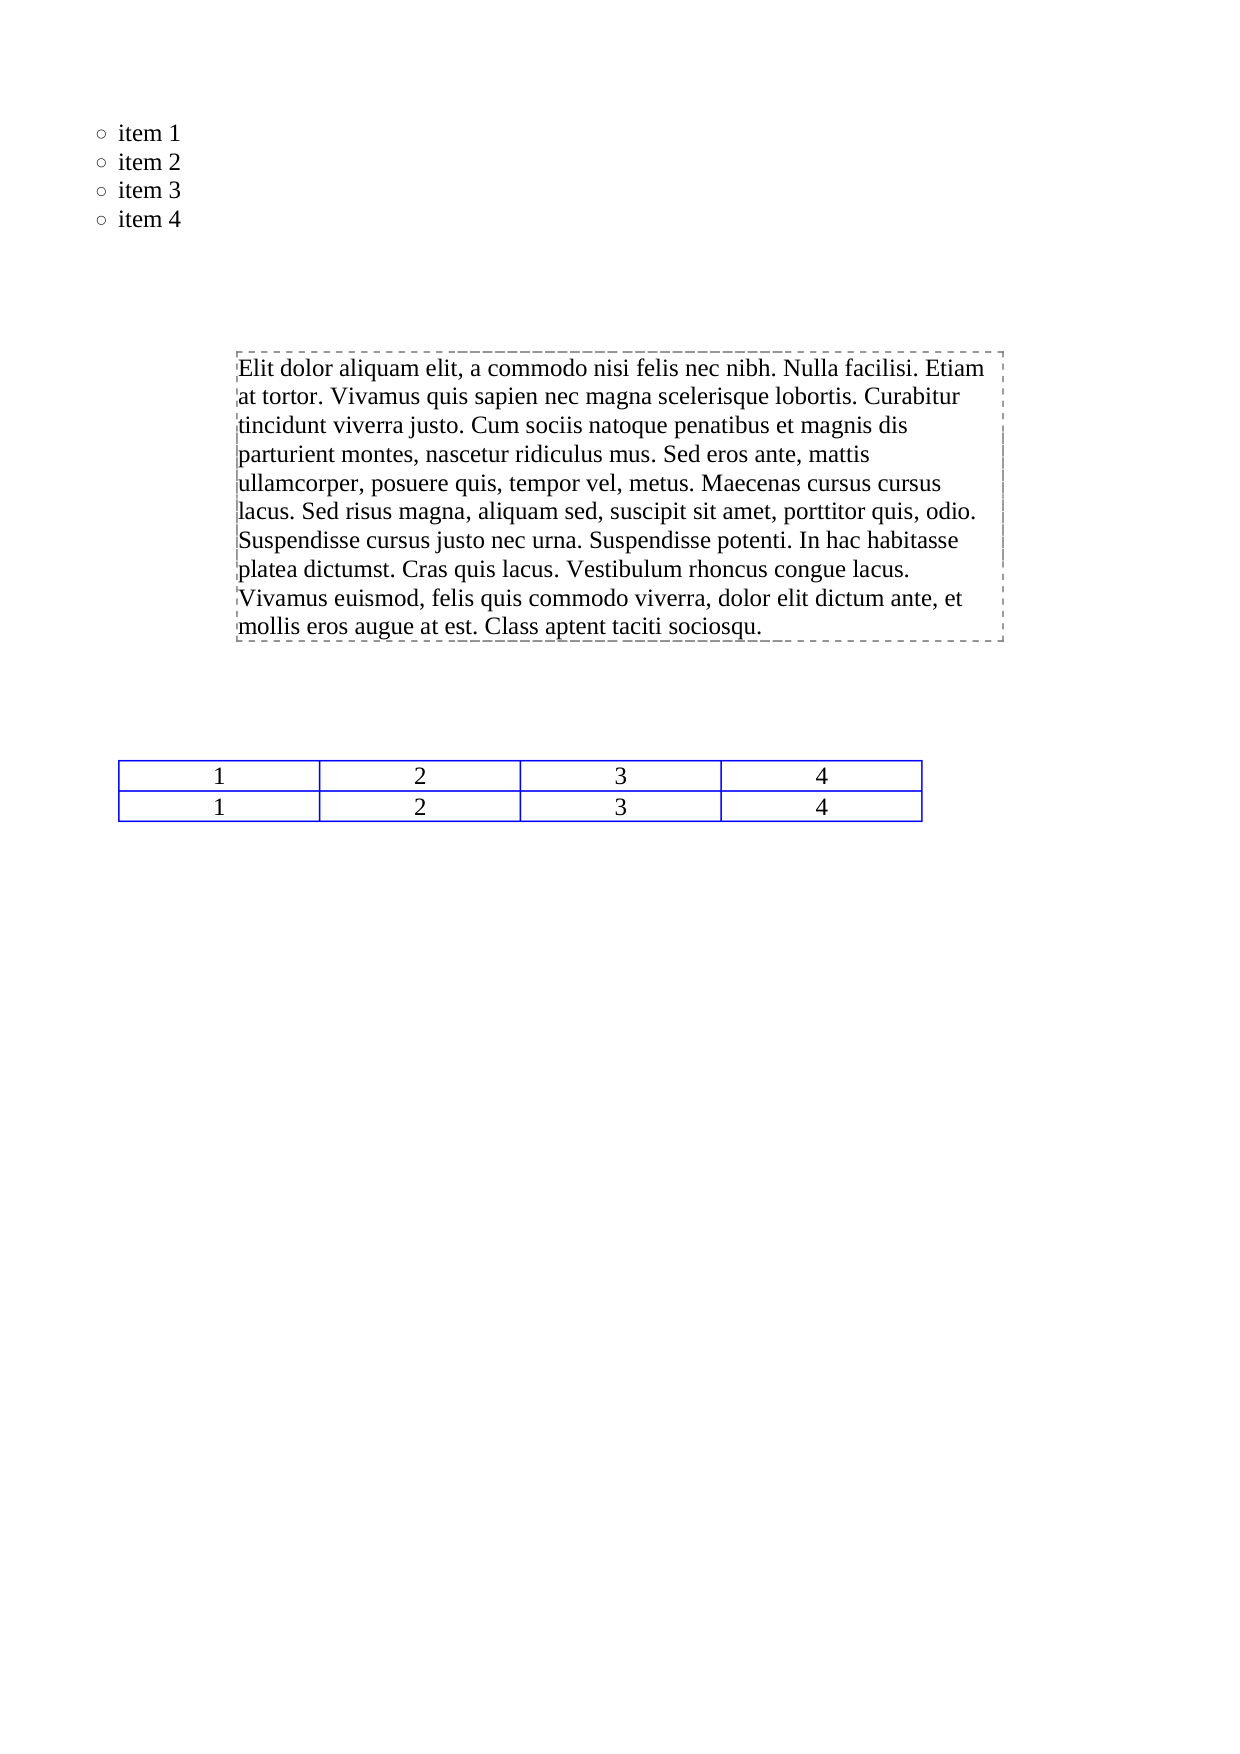 item 1
item 2
item 3
item 4
Elit dolor aliquam elit, a commodo nisi felis nec nibh. Nulla facilisi. Etiam
at tortor. Vivamus quis sapien nec magna scelerisque lobortis. Curabitur
tincidunt viverra justo. Cum sociis natoque penatibus et magnis dis
parturient montes, nascetur ridiculus mus. Sed eros ante, mattis
ullamcorper, posuere quis, tempor vel, metus. Maecenas cursus cursus
lacus. Sed risus magna, aliquam sed, suscipit sit amet, porttitor quis, odio.
Suspendisse cursus justo nec urna. Suspendisse potenti. In hac habitasse
platea dictumst. Cras quis lacus. Vestibulum rhoncus congue lacus.
Vivamus euismod, felis quis commodo viverra, dolor elit dictum ante, et
mollis eros augue at est. Class aptent taciti sociosqu.
1 2 3 4
1 2 3 4